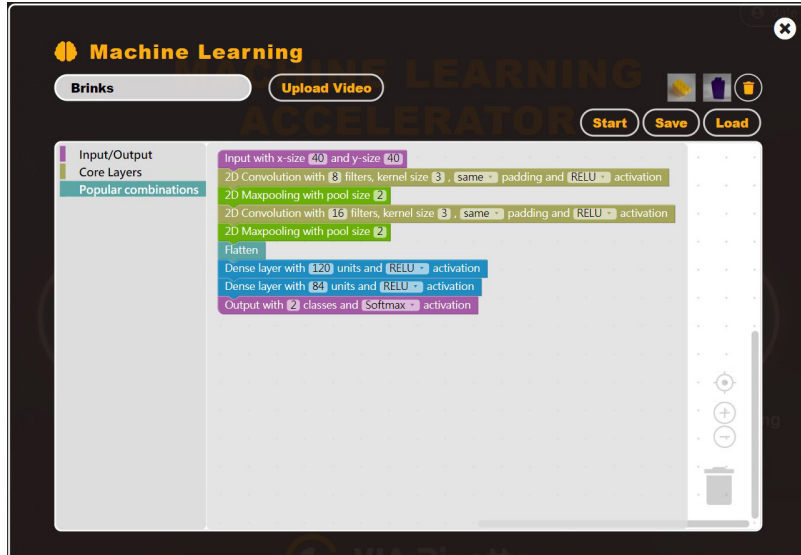 Machine Learning
MACHINE LEARNING
ACCELERATOR
Brinks
Upload Video
Start
Save
Load
Input/Output
Core Layers
Popular combinations
Input with x-size 40 and y-size 40
2D Convolution with 8 filters, kernel size 3 , same padding and RELU activation
2D Maxpooling with pool size 2
2D Convolution with 16 filters, kernel size 3 , same padding and RELU activation
2D Maxpooling with pool size 2
Flatten
Dense layer with 120 units and RELU activation
Dense layer with 84 units and RELU activation
Output with 2 classes and Softmax activation